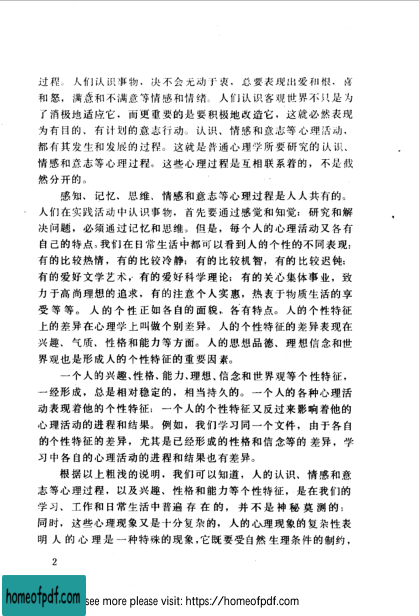 过程。人们认识事物，决不会无动于衷，总要表现出爱和恨，喜
和怒，满意和不满意等情感和情绪。人们认识客观世界不只是为
了消极地适应它，而更重要的是要积极地改造它，这就必然表现
为有目的、有计划的意志行动。认识、情感和意志等心理活动，
都有其发生和发展的过程。这就是普通心理学所要研究的认识、
情感和意志等心理过程。这些心理过程是互相联系着的，不是截
然分开的。
感知、记忆、思维、情感和意志等心理过程是人人共有的。
人们在实践活动中认识事物，首先要通过感觉和知觉；研究和解
决问题，必须通过记忆和思维。但是，每个人的心理活动又各有
自己的特点。我们在日常生活中都可以看到人的个性的不同表现：
有的比较热情，有的比较冷静；有的比较机智，有的比较迟钝；
有的爱好文学艺术，有的爱好科学理论；有的关心集体事业，致
力于高尚理想的追求，有的注意个人实惠，热衷于物质生活的享
受等等。人的个性正如各自的面貌，各有特点。人的个性特征
上的差异在心理学上叫做个别差异。人的个性特征的差异表现在
兴趣、气质、性格和能力等方面。人的思想品德、理想信念和世
界观也是形成人的个性特征的重要因素。
一个人的兴趣、性格、能力、理想、信念和世界观等个性特征，
一经形成，总是相对稳定的，相当持久的。一个人的各种心理活
动表现着他的个性特征；一个人的个性特征又反过来影响着他的
心理活动的进程和结果。例如，我们学习同一个文件，由于各自
的个性特征的差异，尤其是已经形成的性格和信念等的差异，学
习中各自的心理活动的进程和结果也有差异。
根据以上粗浅的说明，我们可以知道，人的认识、情感和意
志等心理过程，以及兴趣、性格和能力等个性特征，是在我们的
学习、工作和日常生活中普遍存在的，并不是神秘莫测的；
同时，这些心理现象又是十分复杂的，人的心理现象的复杂性表
明人的心理是一种特殊的现象，它既要受自然生理条件的制约，
2
homeofpdf.com
see more please visit: https://homeofpdf.com